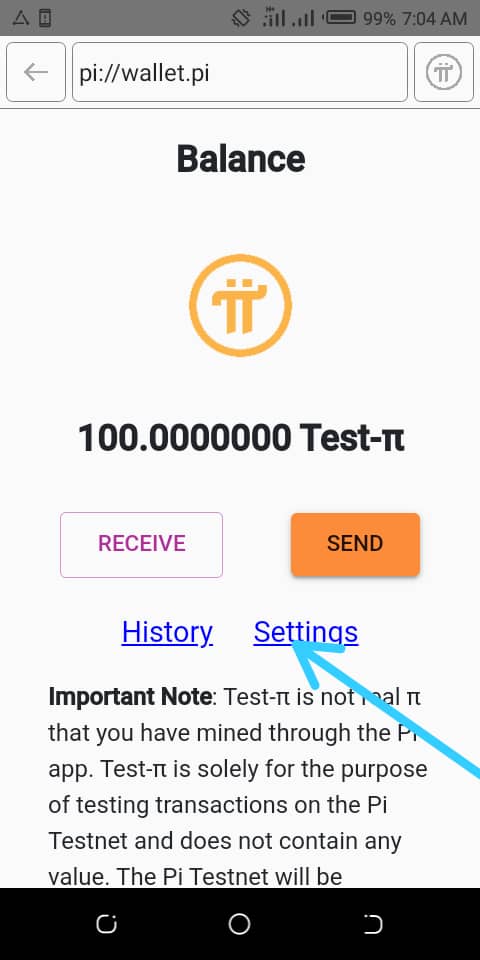 99% 7:04 AM
pi://wallet.pi
Balance
100.0000000 Test-π
RECEIVE
SEND
History
Settings
Important Note: Test-π is not real π
that you have mined through the Pi
app. Test-π is solely for the purpose
of testing transactions on the Pi
Testnet and does not contain any
value. The Pi Testnet will be